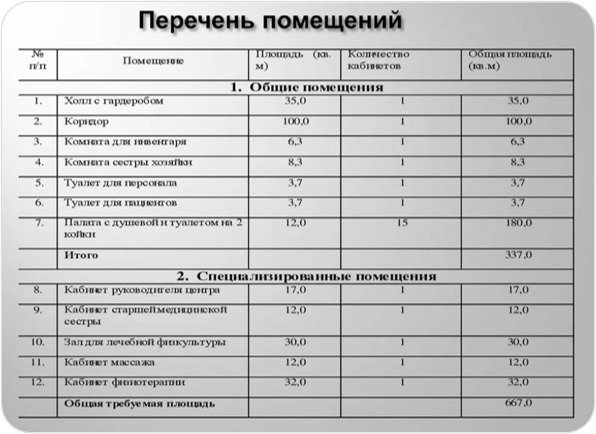 Перечень помещений
№ Площадь (кв. Количество Общая площадь
п/п Помещение м) кабинетов (кв.м)
1. Общие помещения
1. Холл с гардеробом 35,0 1 35,0
2. Коридор 100,0 1 100,0
3. Комната для инвентаря 6,3 1 6,3
4. Комната сестры хозяйки 8,3 1 8,3
5. Туалет для персонала 3,7 1 3,7
6. Туалет для пациентов 3,7 1 3,7
7. Палата с душевой и туалетом на 2 12,0 15 180,0
койки
Итого 337,0
2. Специализированные помещения
8. Кабинет руководителя центра 17,0 1 17,0
9. Кабинет старшей медицинской 12,0 1 12,0
сестры
10. Зал для лечебной физкультуры 30,0 1 30,0
11. Кабинет массажа 12,0 1 12,0
12. Кабинет физиотерапии 32,0 1 32,0
Общая требуемая площадь 667,0